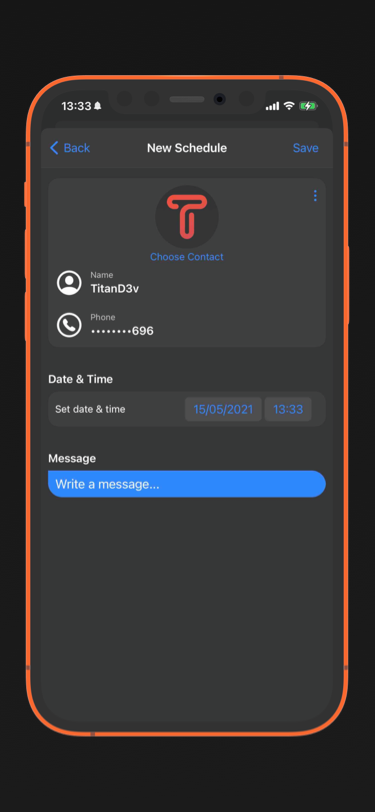 13:33
Back New Schedule Save
Choose Contact
Name
TitanD3v
Phone
••••••••696
Date & Time
Set date & time 15/05/2021 13:33
Message
Write a message...